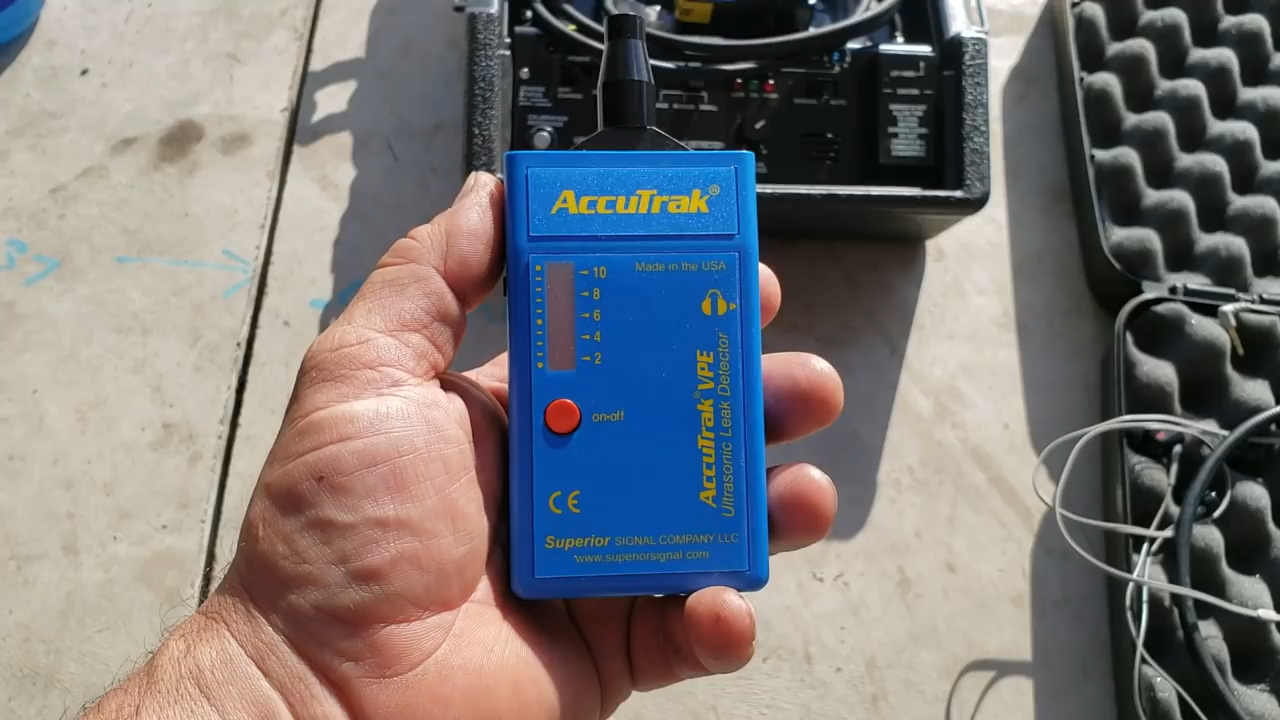 AccuTrak®
Made in the USA
10
8
6
4
2
on•off
AccuTrak® VPE
Ultrasonic Leak Detector
CE
Superior SIGNAL COMPANY LLC
www.superiorsignal.com